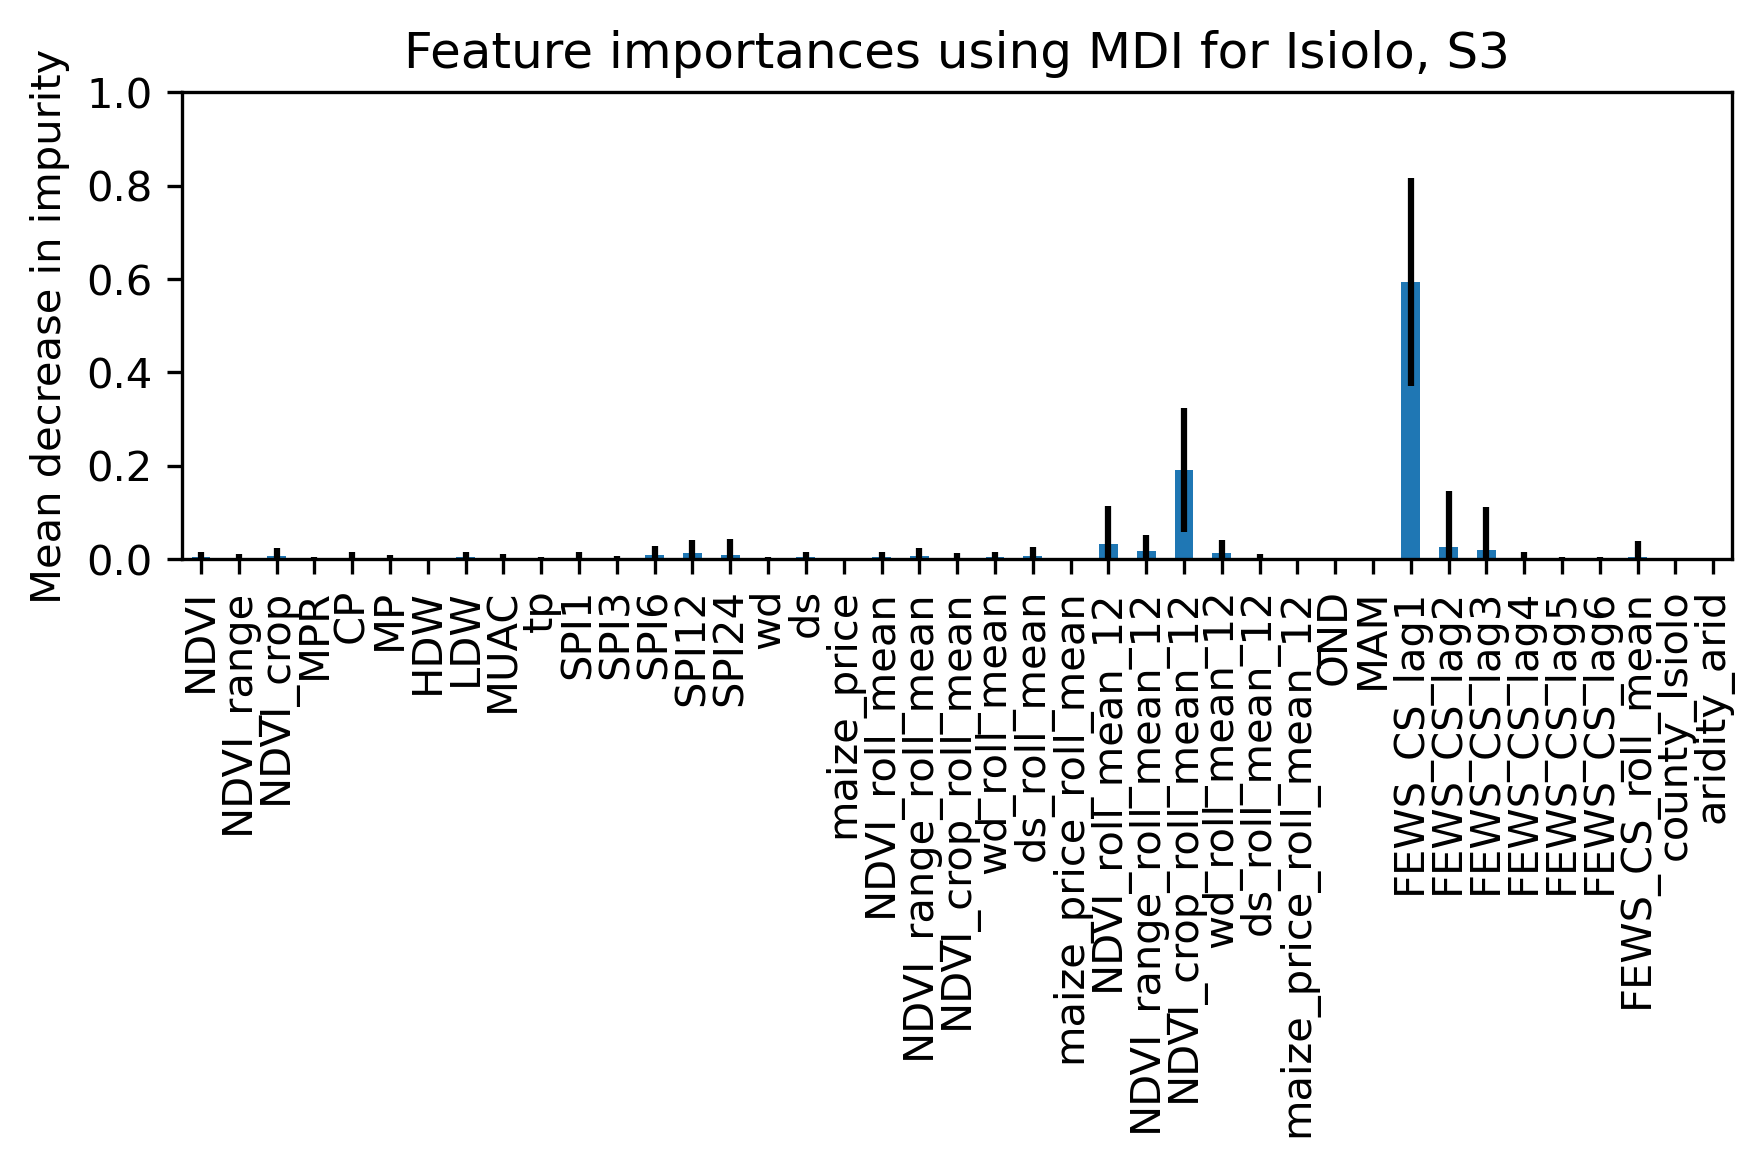 Feature importances using MDI for Isiolo, S3
Mean decrease in impurity
1.0
0.8
0.6
0.4
0.2
0.0
NDVI
NDVI_range
NDVI_crop
MPR
CP
MP
HDW
LDW
MUAC
tp
SPI1
SPI3
SPI6
SPI12
SPI24
wd
ds
maize_price
NDVI_roll_mean
NDVI_range_roll_mean
NDVI_crop_roll_mean
wd_roll_mean
ds_roll_mean
maize_price_roll_mean
NDVI_roll_mean_12
NDVI_range_roll_mean_12
NDVI_crop_roll_mean_12
wd_roll_mean_12
ds_roll_mean_12
maize_price_roll_mean_12
OND
MAM
FEWS_CS_lag1
FEWS_CS_lag2
FEWS_CS_lag3
FEWS_CS_lag4
FEWS_CS_lag5
FEWS_CS_lag6
FEWS_CS_roll_mean
county_Isiolo
aridity_arid